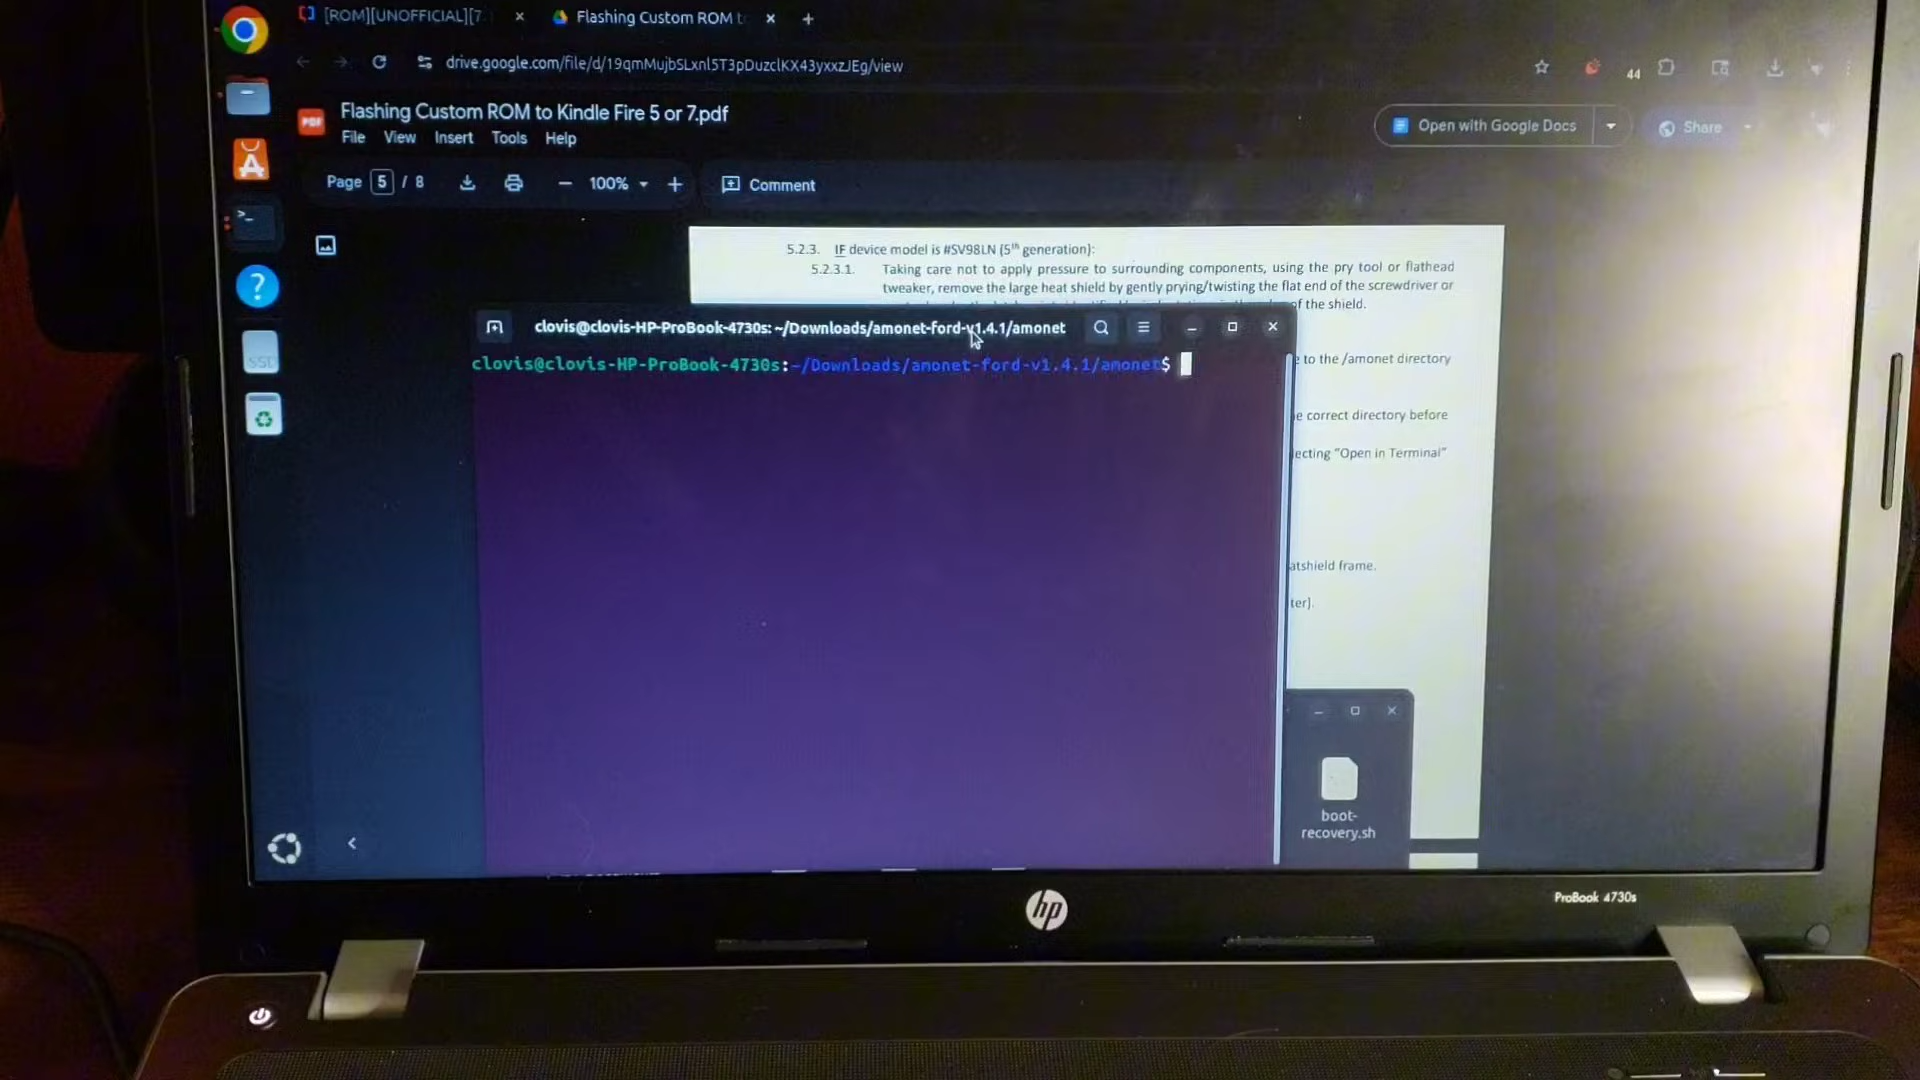 [ROM][UNOFFICIAL][7
Flashing Custom ROM to
drive.google.com/file/d/19qmMujbSLxnl5T3pDuzclKX43yxxzJEg/view
44
PDF
Flashing Custom ROM to Kindle Fire 5 or 7.pdf
File View Insert Tools Help
Open with Google Docs
Share
Page 5 / 8
100%
Comment
5.2.3. IF device model is #SV98LN (5th generation):
5.2.3.1. Taking care not to apply pressure to surrounding components, using the pry tool or flathead
tweaker, remove the large heat shield by gently prying/twisting the flat end of the screwdriver or
of the shield.
clovis@clovis-HP-ProBook-4730s: ~/Downloads/amonet-ford-v1.4.1/amonet
clovis@clovis-HP-ProBook-4730s:~/Downloads/amonet-ford-v1.4.1/amonet$
e to the /amonet directory
e correct directory before
ecting "Open in Terminal"
atshield frame.
ter].
SSD
boot-
recovery.sh
hp
ProBook 4730s